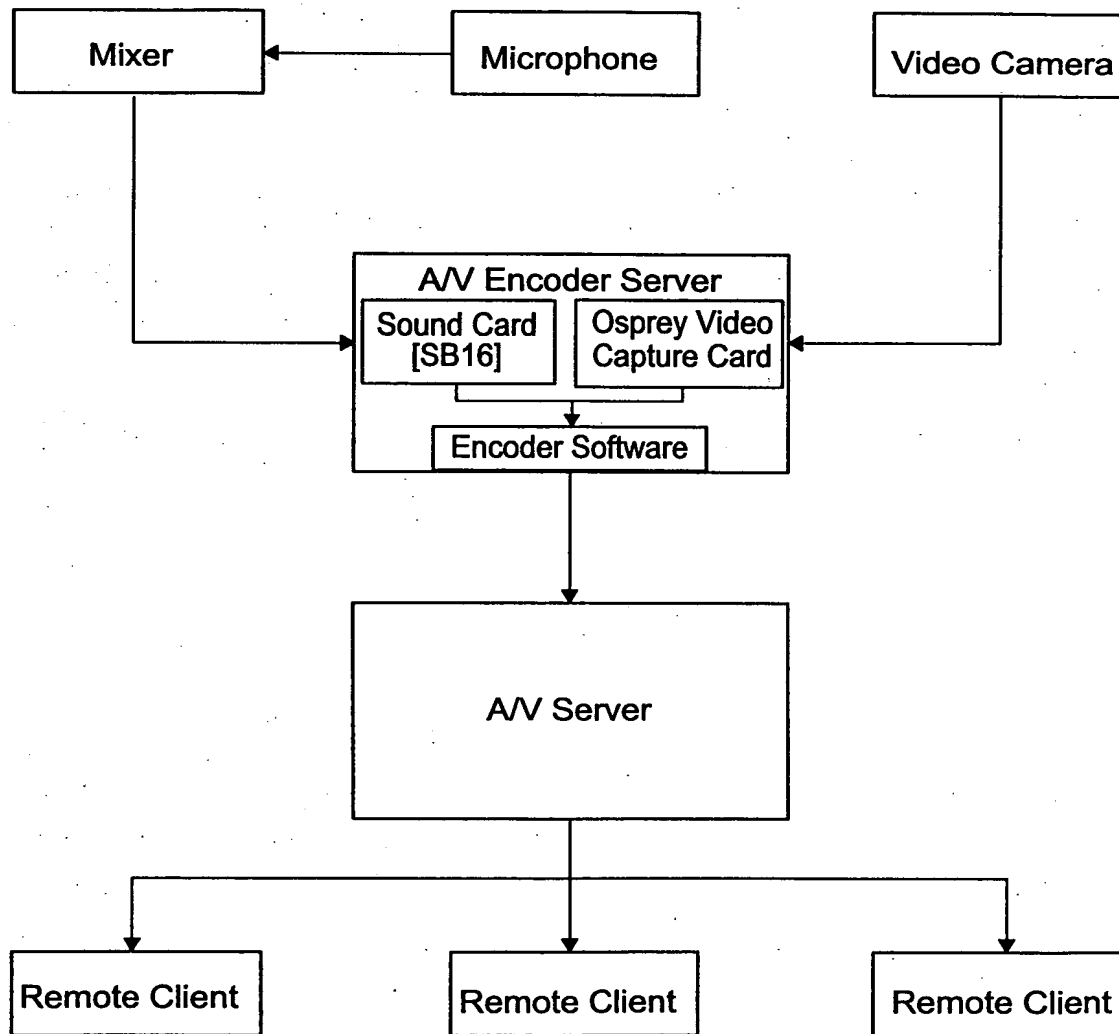 Mixer
Microphone
Video Camera
A/V Encoder Server
Sound Card
[SB16]
Osprey Video
Capture Card
Encoder Software
A/V Server
Remote Client
Remote Client
Remote Client